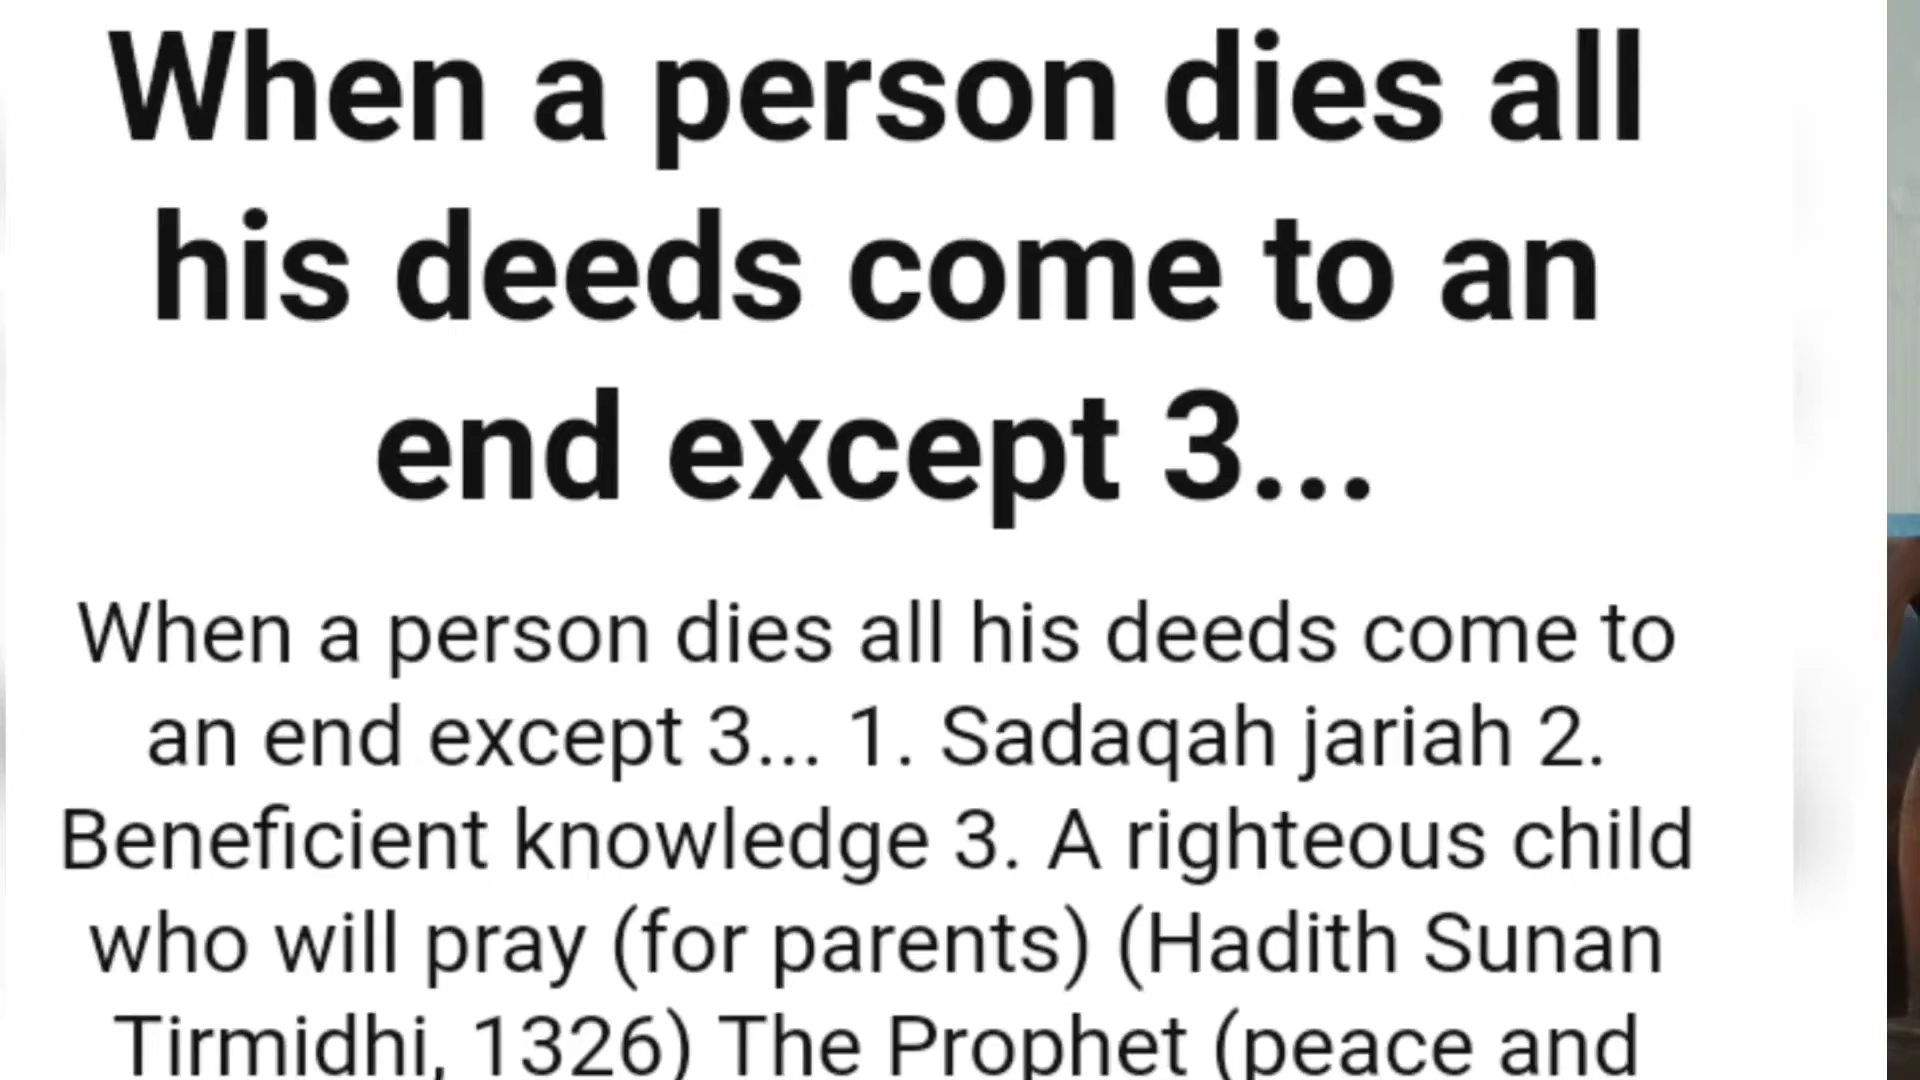 When a person dies all
his deeds come to an
end except 3...
When a person dies all his deeds come to
an end except 3... 1. Sadaqah jariah 2.
Beneficient knowledge 3. A righteous child
who will pray (for parents) (Hadith Sunan
Tirmidhi, 1326) The Prophet (peace and